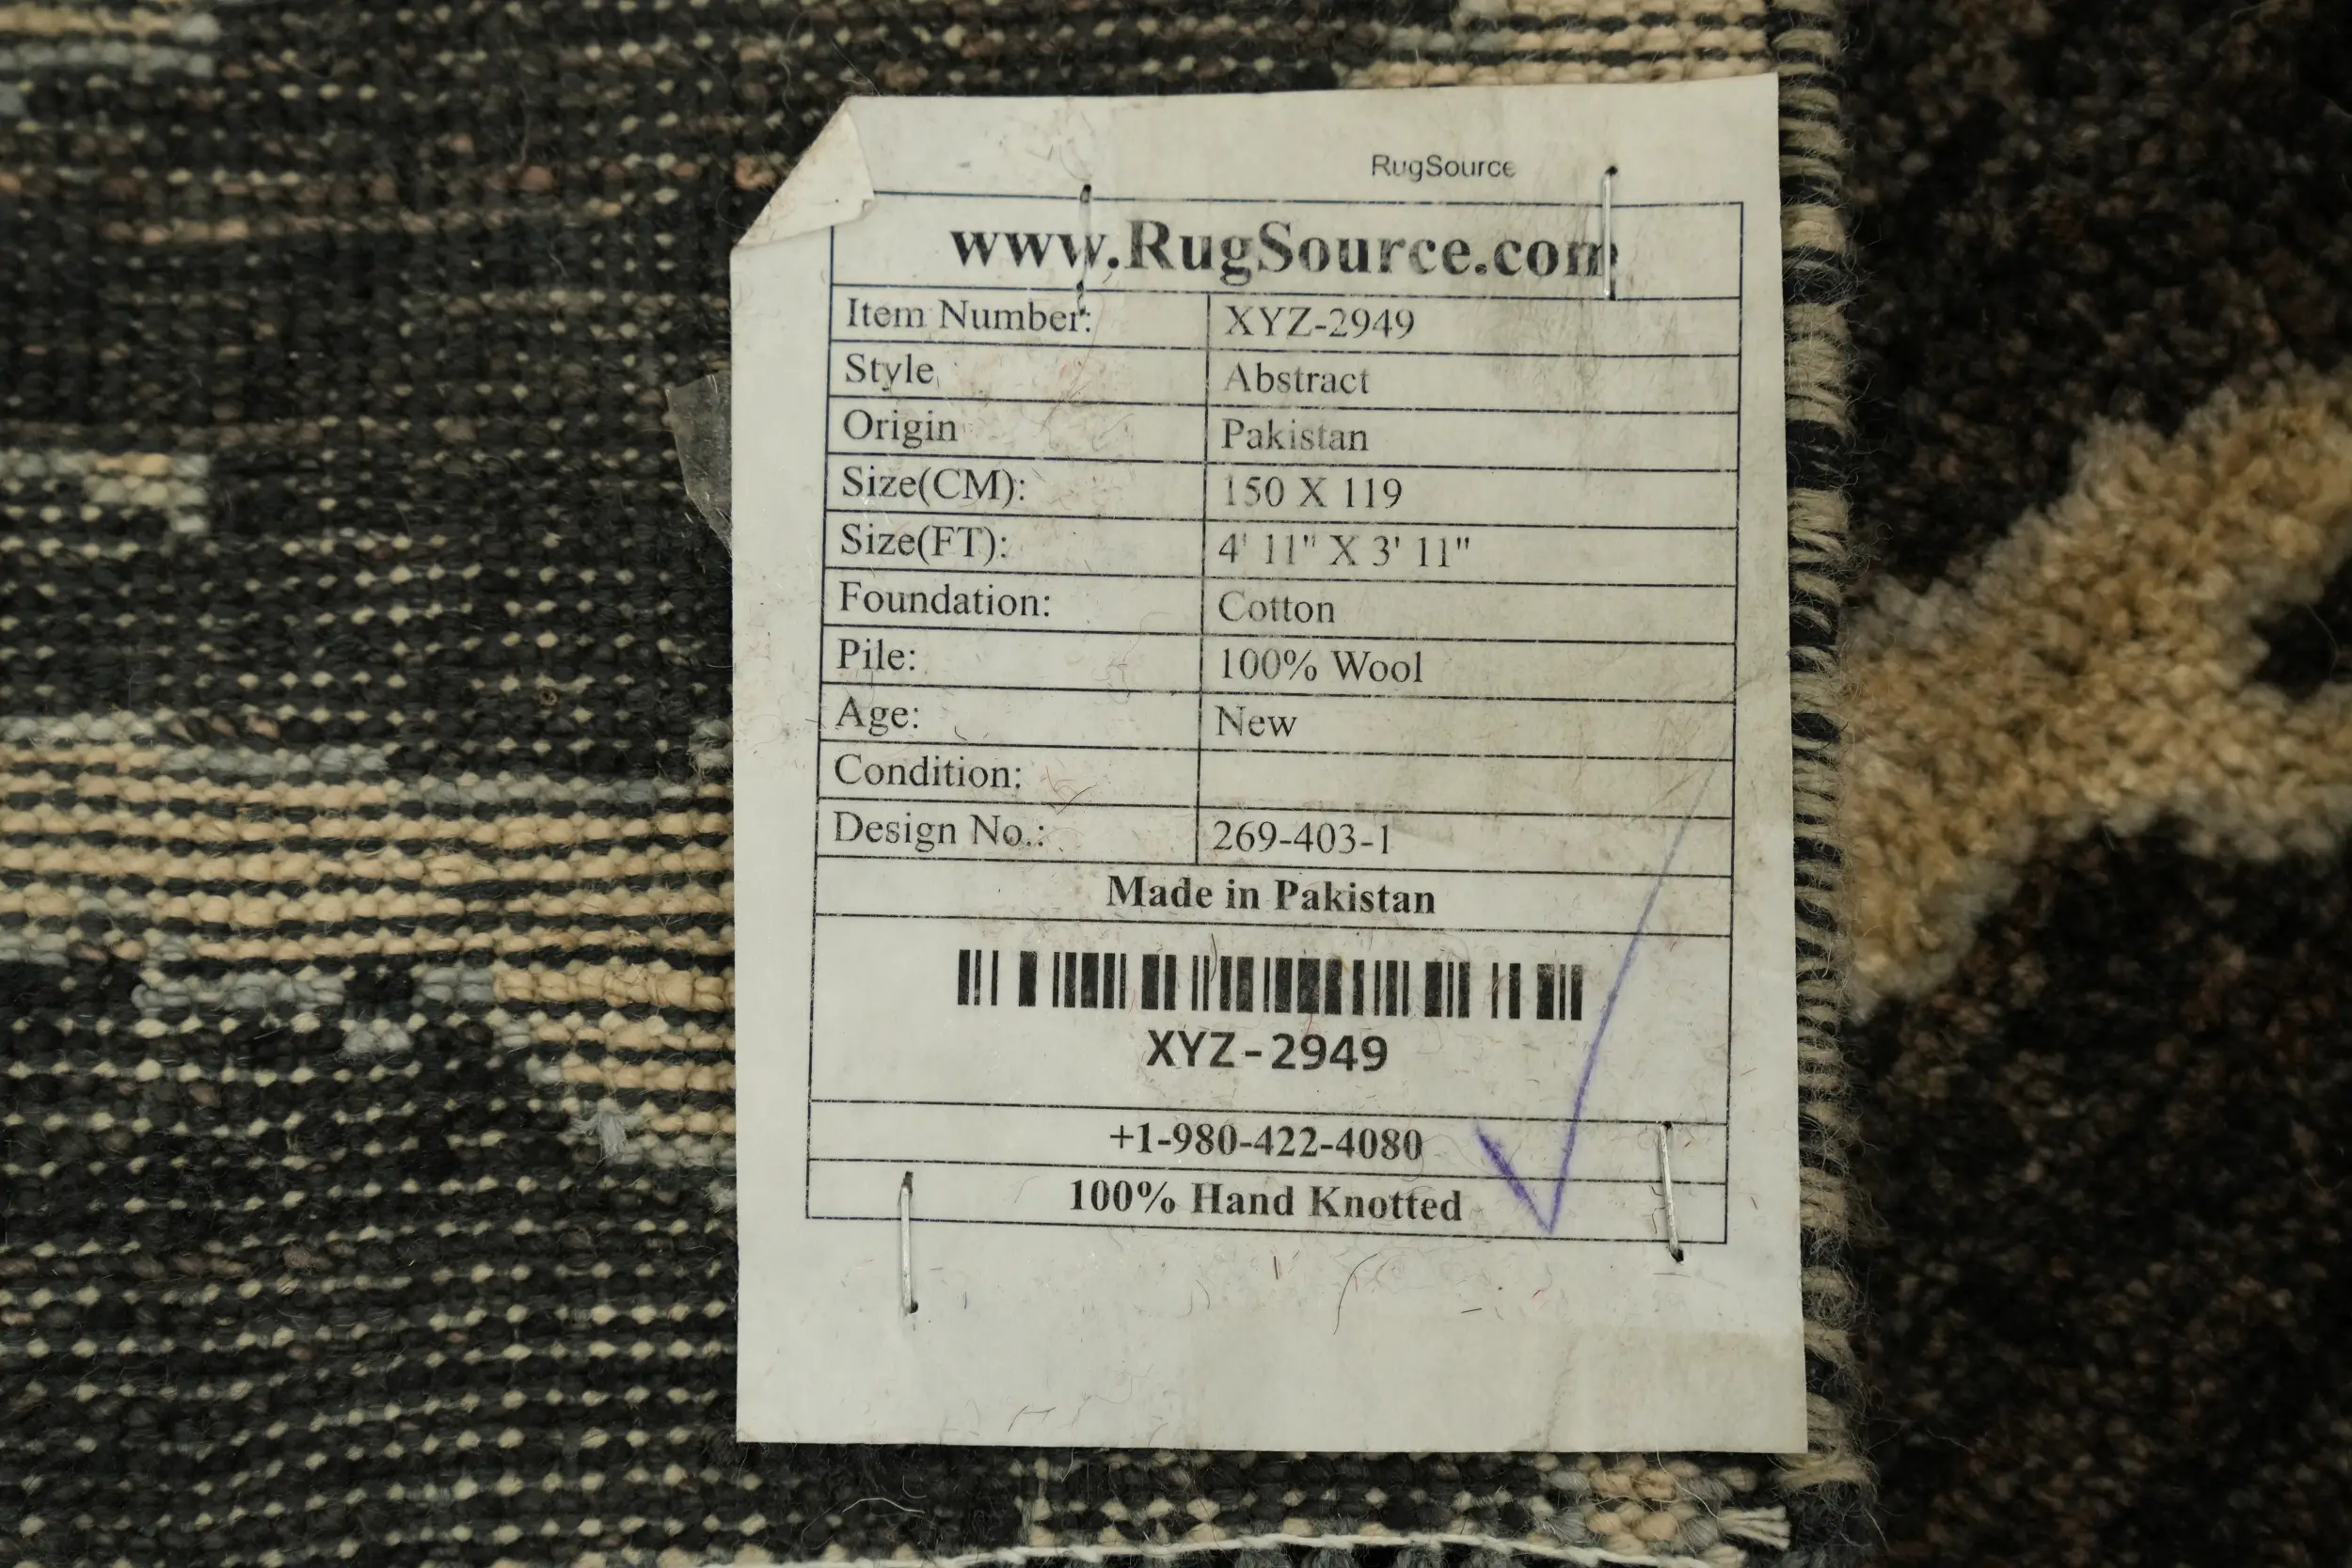 RugSource
www.RugSource.com
Item Number: XYZ-2949
Style Abstract
Origin Pakistan
Size(CM): 150 X 119
Size(FT): 4' 11" X 3' 11"
Foundation: Cotton
Pile: 100% Wool
Age: New
Condition:
Design No.: 269-403-1
Made in Pakistan
XYZ-2949
+1-980-422-4080
100% Hand Knotted